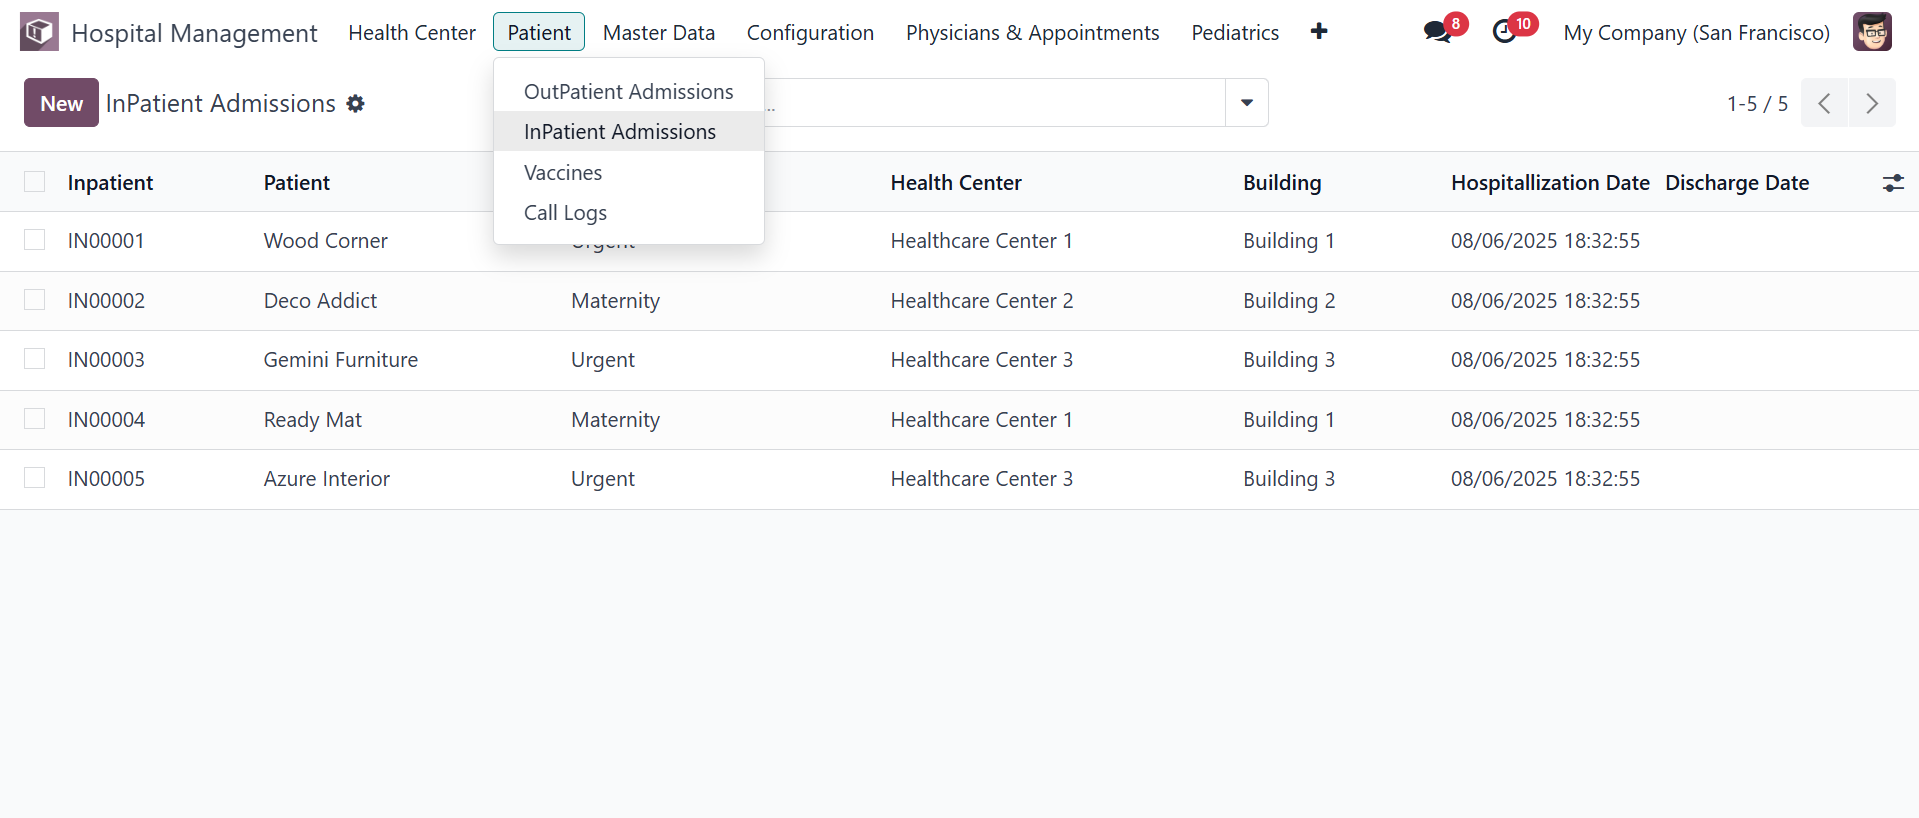 Hospital Management Health Center Patient Master Data Configuration Physicians & Appointments Pediatrics 8 10 My Company (San Francisco)
New InPatient Admissions ... 1-5 / 5
OutPatient Admissions
InPatient Admissions
Vaccines
Call Logs
Inpatient Patient Health Center Building Hospitallization Date Discharge Date
IN00001 Wood Corner Urgent Healthcare Center 1 Building 1 08/06/2025 18:32:55
IN00002 Deco Addict Maternity Healthcare Center 2 Building 2 08/06/2025 18:32:55
IN00003 Gemini Furniture Urgent Healthcare Center 3 Building 3 08/06/2025 18:32:55
IN00004 Ready Mat Maternity Healthcare Center 1 Building 1 08/06/2025 18:32:55
IN00005 Azure Interior Urgent Healthcare Center 3 Building 3 08/06/2025 18:32:55